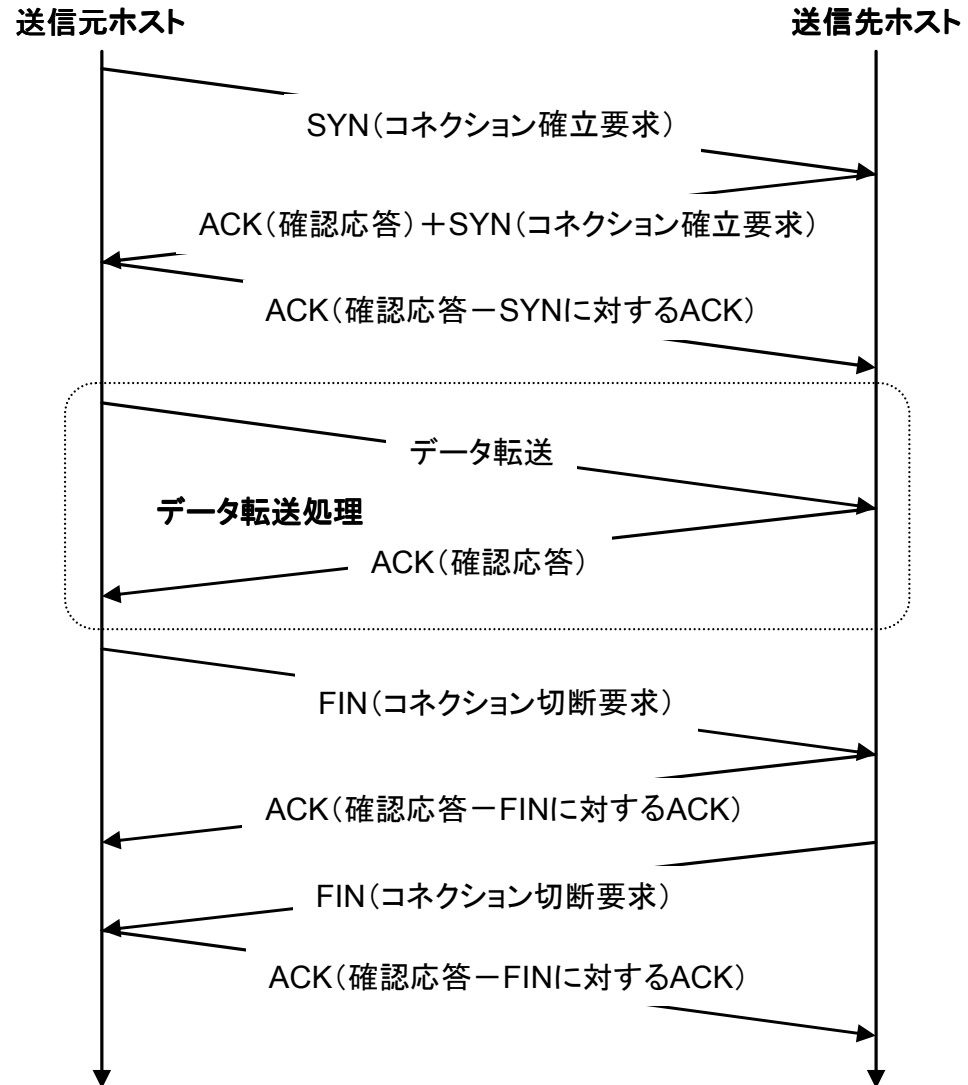 送信元ホスト
送信先ホスト
SYN(コネクション確立要求)
ACK(確認応答)+SYN(コネクション確立要求)
ACK(確認応答-SYNに対するACK)
データ転送
データ転送処理
ACK(確認応答)
FIN(コネクション切断要求)
ACK(確認応答-FINに対するACK)
FIN(コネクション切断要求)
ACK(確認応答-FINに対するACK)